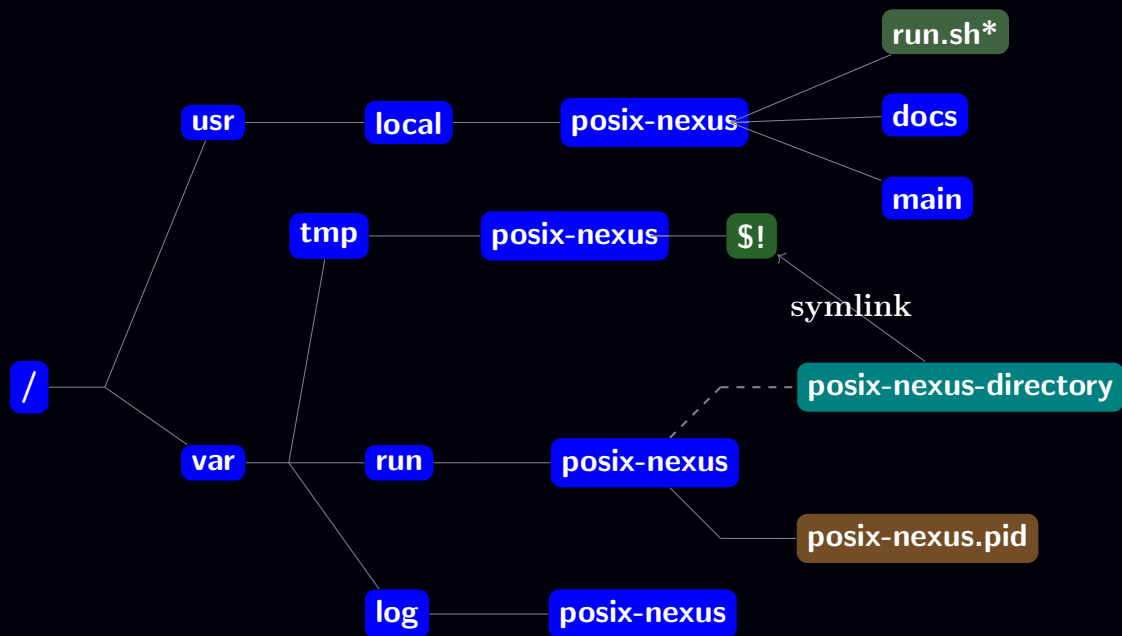 run.sh*
usr
local
posix-nexus
docs
main
tmp
posix-nexus
$!
symlink
/
posix-nexus-directory
var
run
posix-nexus
posix-nexus.pid
log
posix-nexus